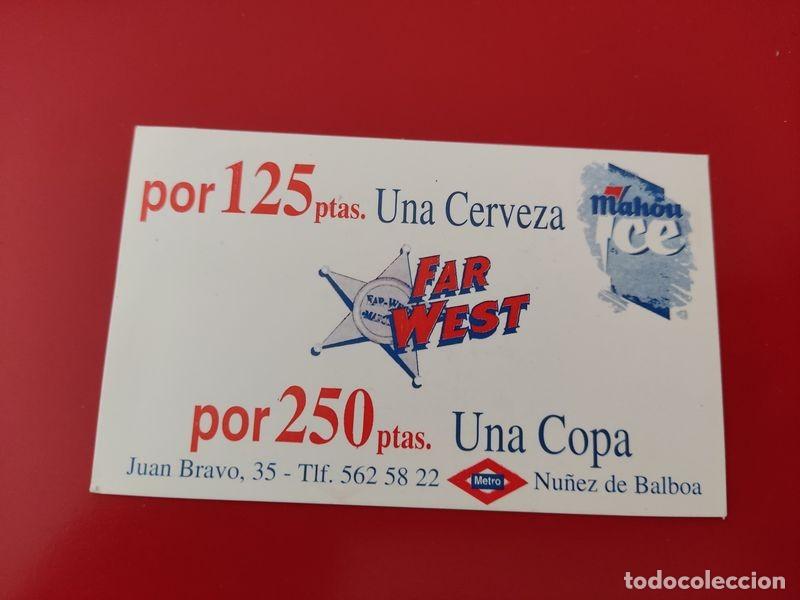 por 125 ptas. Una Cerveza
Mahou
ice
FAR
WEST
por 250 ptas. Una Copa
Juan Bravo, 35 - Tlf. 562 58 22 Metro Nuñez de Balboa
todocoleccion